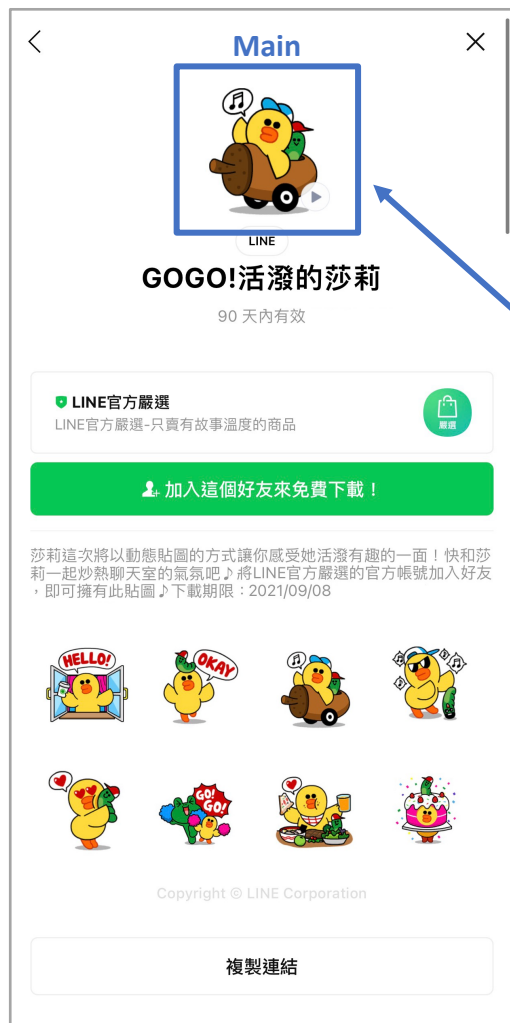 Main
LINE
GOGO!活潑的莎莉
90 天內有效
LINE官方嚴選
LINE官方嚴選-只賣有故事溫度的商品
嚴選
加入這個好友來免費下載！
莎莉這次將以動態貼圖的方式讓你感受她活潑有趣的一面！快和莎
莉一起炒熱聊天室的氣氛吧♪將LINE官方嚴選的官方帳號加入好友
，即可擁有此貼圖♪下載期限：2021/09/08
HELLO!
OKAY
GO!
GO!
Copyright © LINE Corporation
複製連結